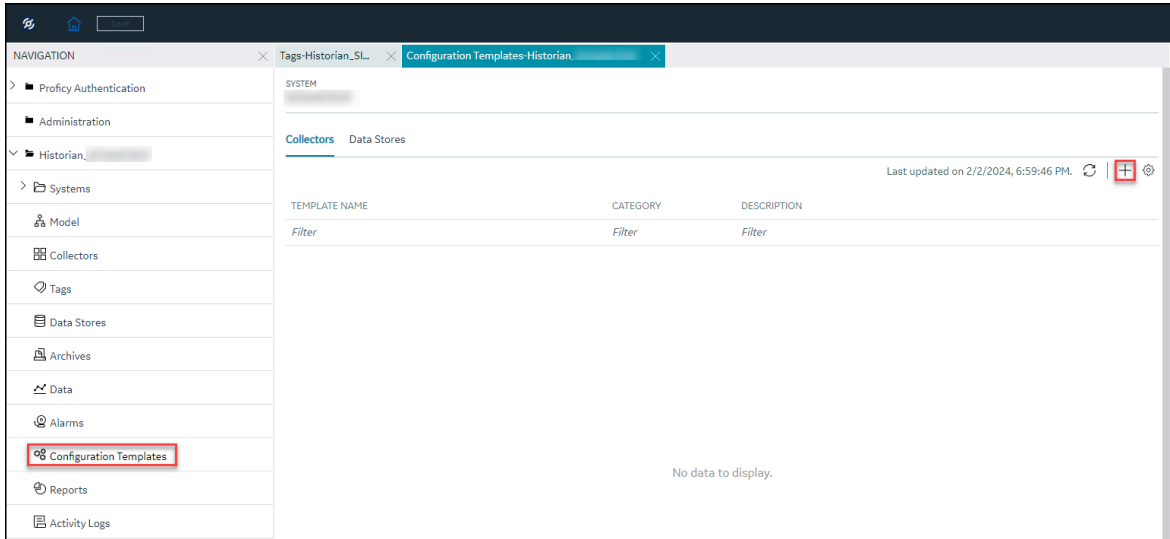 Save
NAVIGATION
Tags-Historian_SI...
Configuration Templates-Historian_
Proficy Authentication
Administration
Historian_
Systems
Model
Collectors
Tags
Data Stores
Archives
Data
Alarms
Configuration Templates
Reports
Activity Logs
SYSTEM
Collectors Data Stores
Last updated on 2/2/2024, 6:59:46 PM.
TEMPLATE NAME CATEGORY DESCRIPTION
Filter Filter Filter
No data to display.